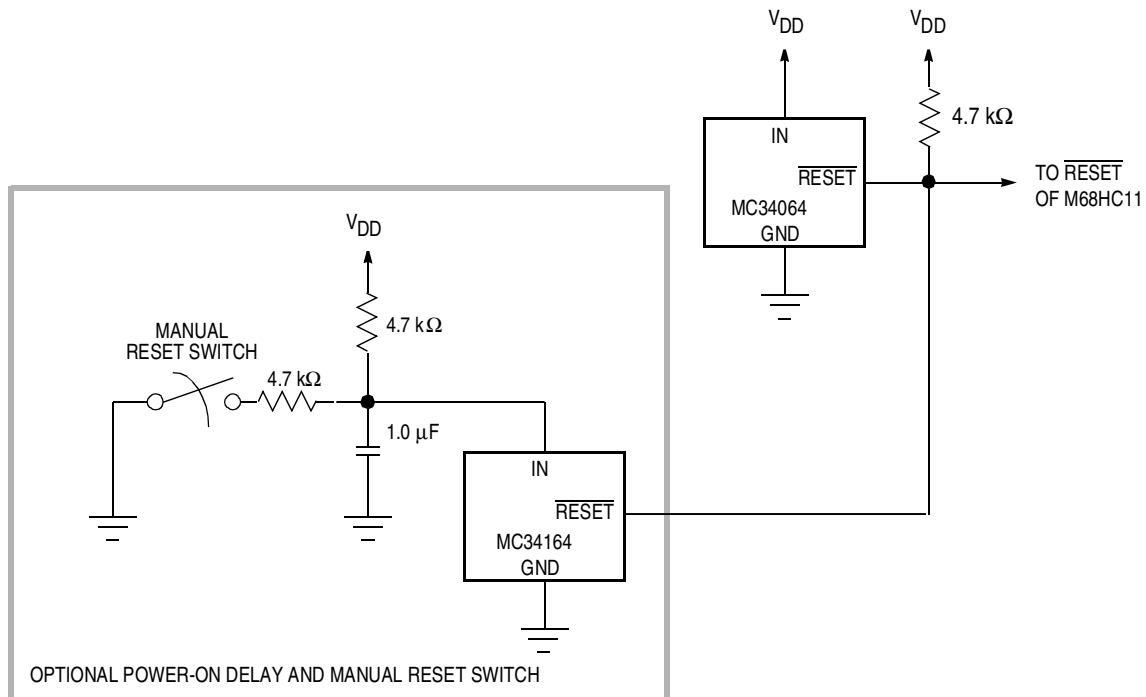 VDD
VDD
4.7 kΩ
IN
RESET
MC34064
GND
TO RESET
OF M68HC11
VDD
4.7 kΩ
MANUAL
RESET SWITCH
4.7 kΩ
1.0 µF
IN
RESET
MC34164
GND
OPTIONAL POWER-ON DELAY AND MANUAL RESET SWITCH